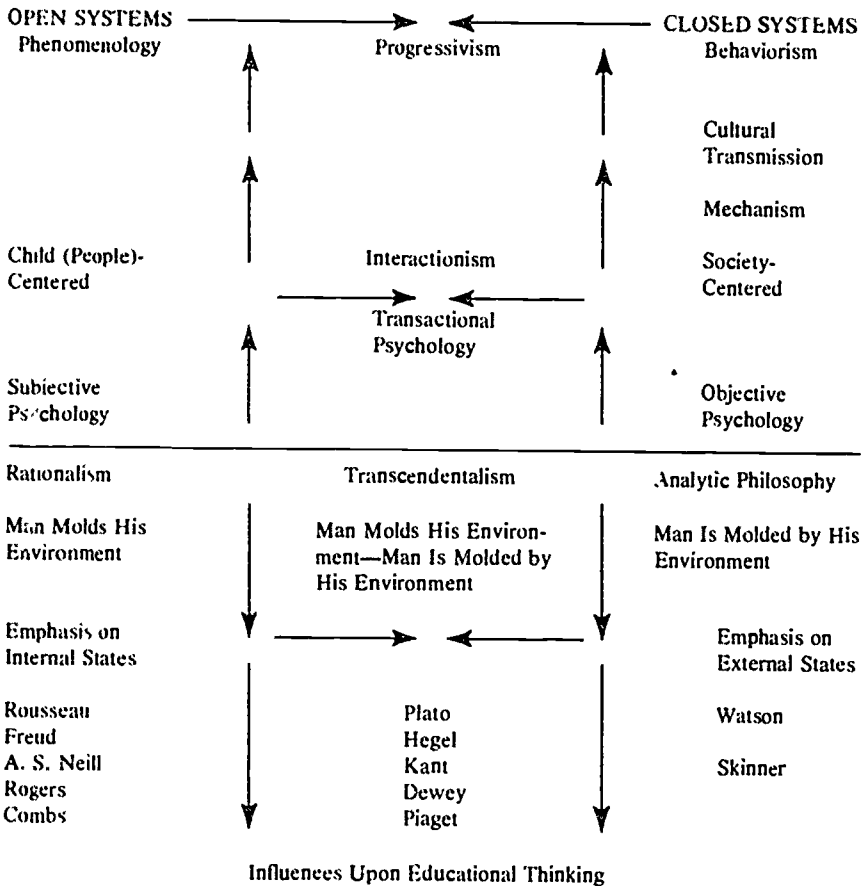 OPEN SYSTEMS
CLOSED SYSTEMS
Phenomenology
Progressivism
Behaviorism
Cultural
Transmission
Mechanism
Child (People)-
Centered
Interactionism
Society-
Centered
Transactional
Psychology
Subjective
Psychology
Objective
Psychology
Rationalism
Transcendentalism
Analytic Philosophy
Man Molds His
Environment
Man Molds His Environ-
ment—Man Is Molded by
His Environment
Man Is Molded by His
Environment
Emphasis on
Internal States
Emphasis on
External States
Rousseau
Freud
A. S. Neill
Rogers
Combs
Plato
Hegel
Kant
Dewey
Piaget
Watson
Skinner
Influences Upon Educational Thinking